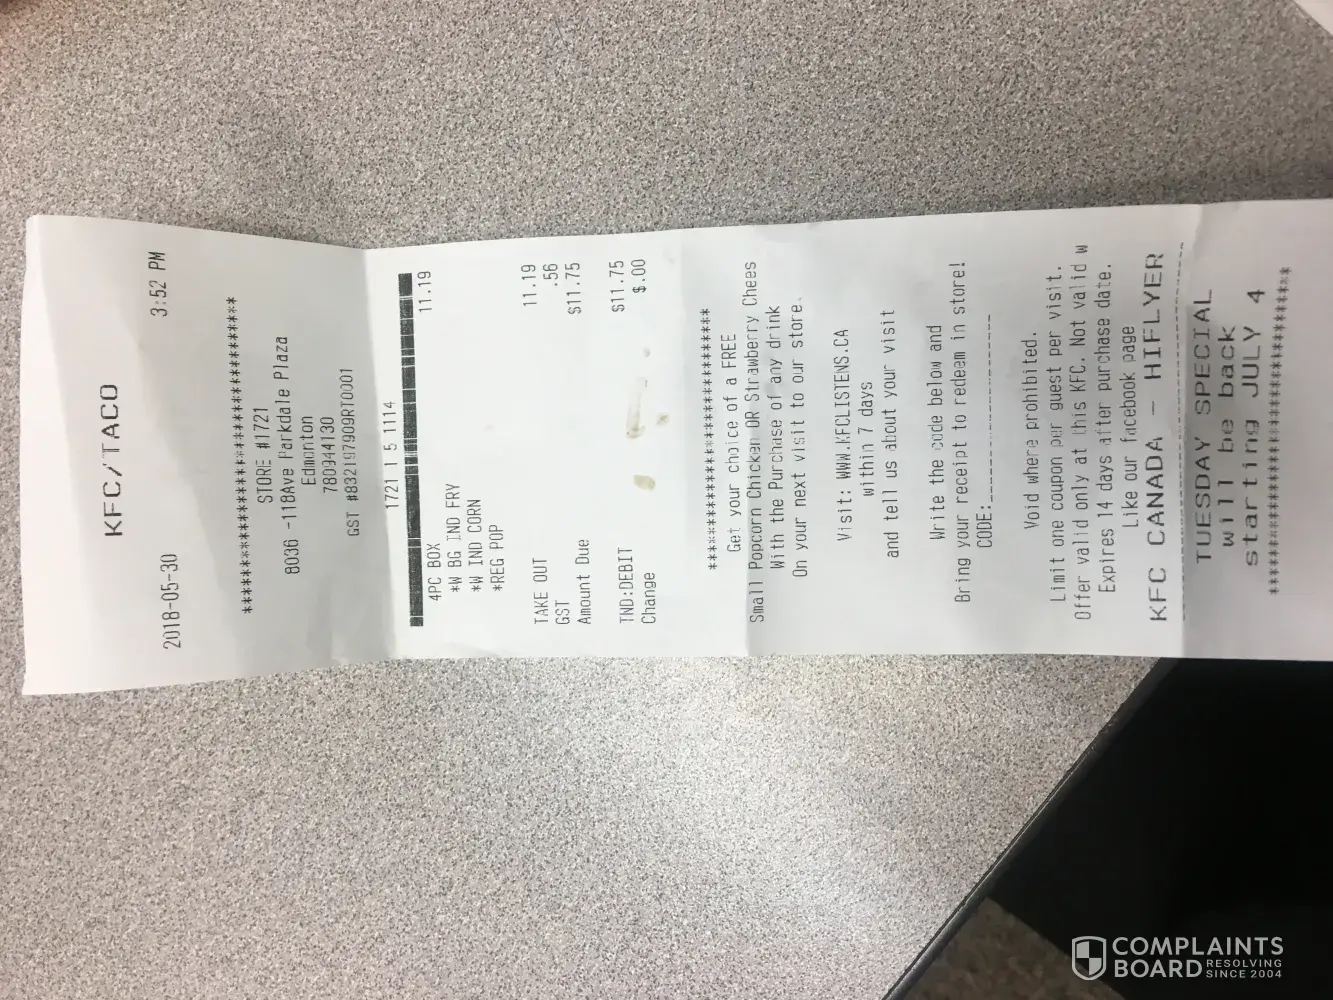 KFC/TACO
2018-05-30 3:52 PM
********************************
STORE #1721
8036 -118Ave Parkdale Plaza
Edmonton
7809444130
GST #832197909RT0001
1721 1 5 1114
4PC BOX 11.19
*W BG IND FRY
*W IND CORN
*REG POP
TAKE OUT 11.19
GST .56
Amount Due $11.75
TND:DEBIT $11.75
Change $.00
**************************
Get your choice of a FREE
Small Popcorn Chicken OR Strawberry Chees
With the Purchase of any drink
On your next visit to our store.
Visit: WWW.KFCLISTENS.CA
within 7 days
and tell us about your visit
Write the code below and
Bring your receipt to redeem in store!
CODE:____________________
Void where prohibited.
Limit one coupon per guest per visit.
Offer valid only at this KFC. Not valid w
Expires 14 days after purchase date.
Like our facebook page
KFC CANADA - HIFLYER
----------------------------------------
TUESDAY SPECIAL
will be back
starting JULY 4
********************************
COMPLAINTS
BOARD RESOLVING
SINCE 2004